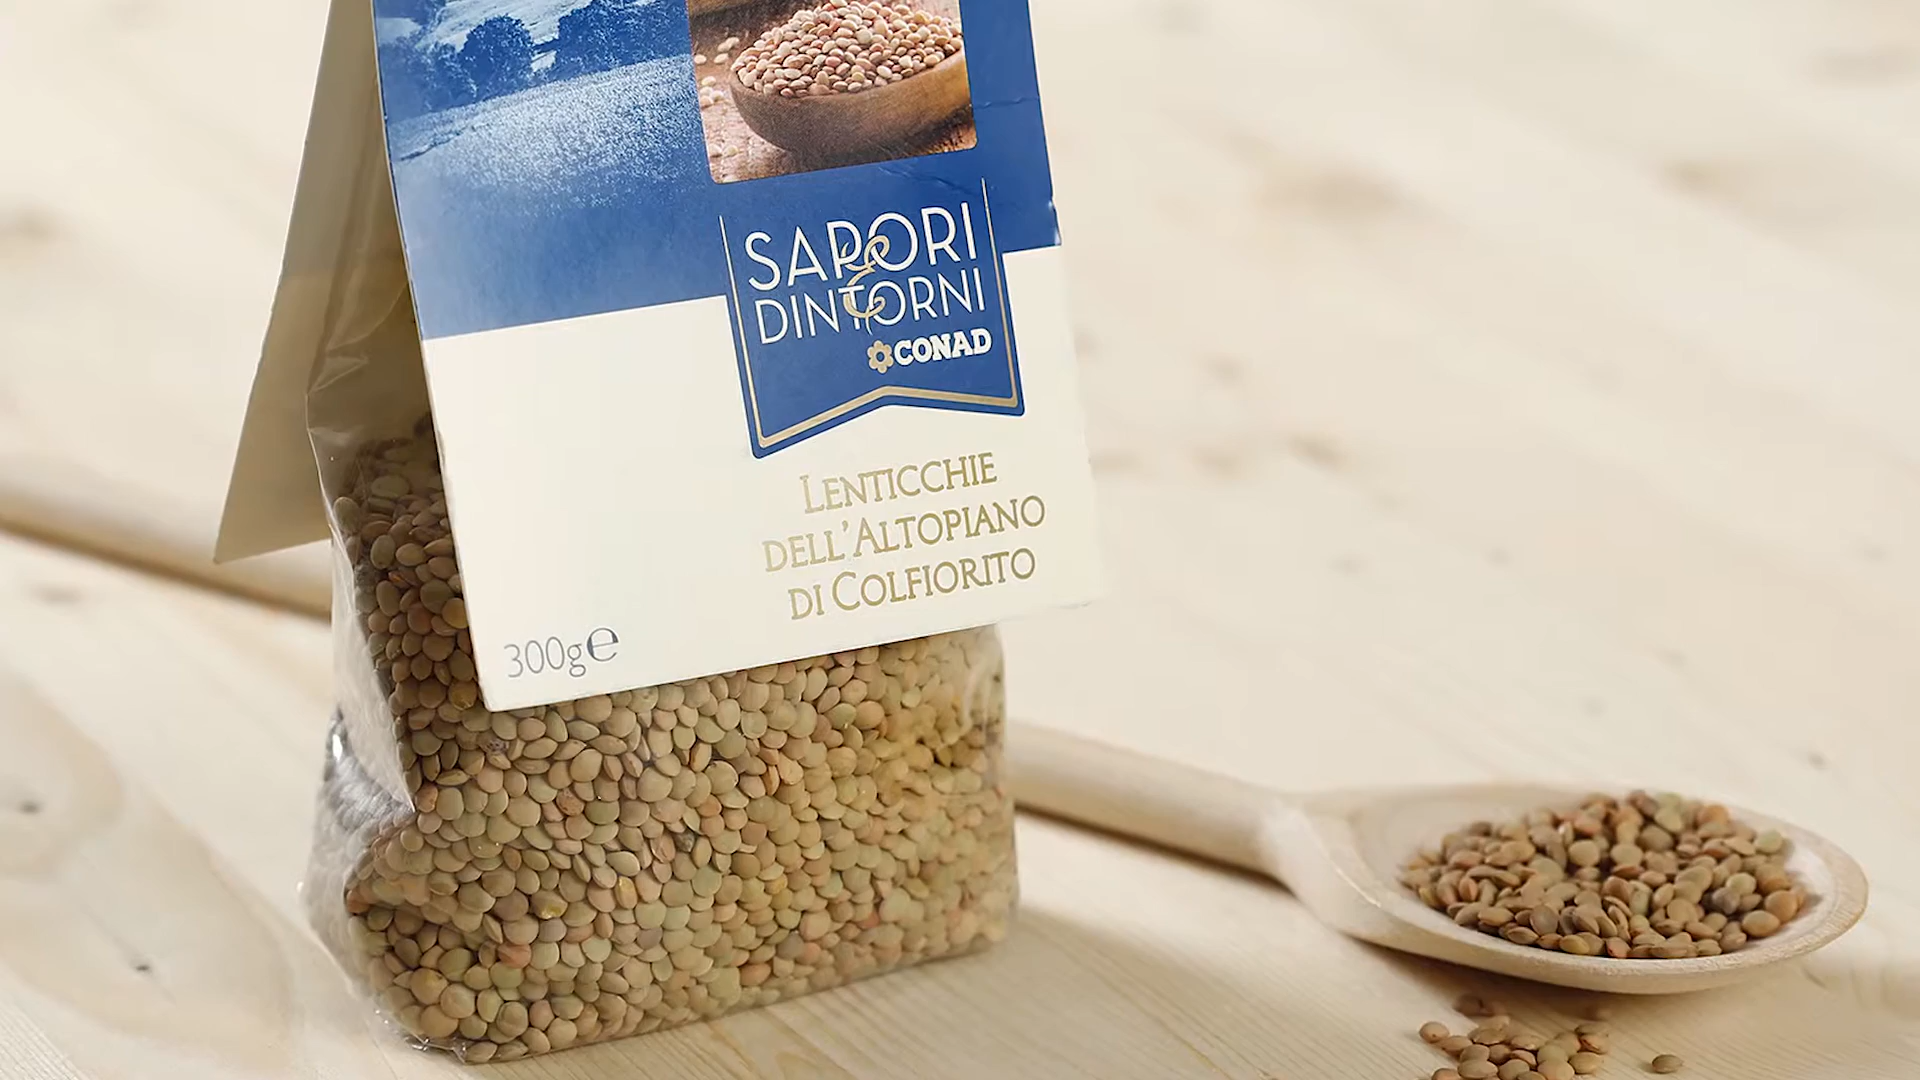 SAPORI
&
DINTORNI
CONAD
LENTICCHIE
DELL'ALTOPIANO
DI COLFIORITO
300g℮